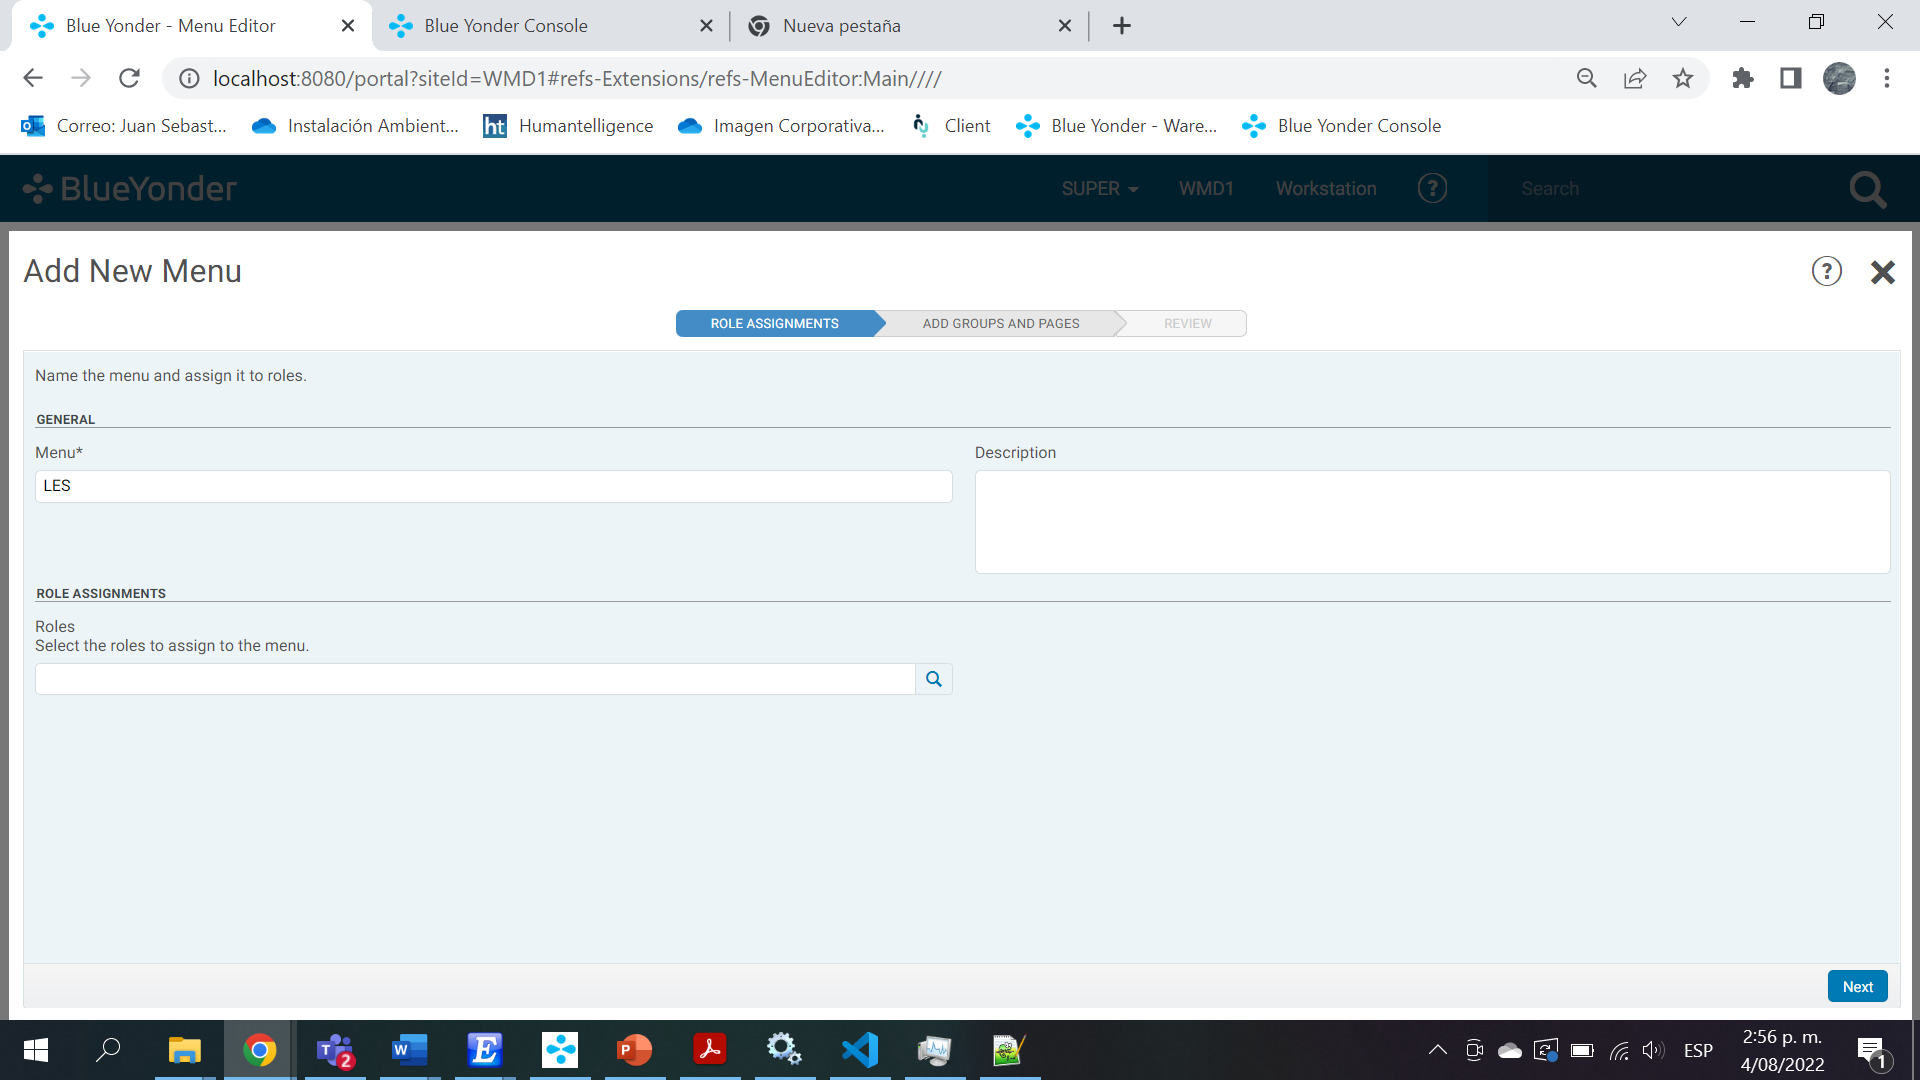 Blue Yonder - Menu Editor
Blue Yonder Console
Nueva pestaña
localhost:8080/portal?siteId=WMD1#refs-Extensions/refs-MenuEditor:Main////
Correo: Juan Sebast...
Instalación Ambient...
ht
Humantelligence
Imagen Corporativa...
Client
Blue Yonder - Ware...
Blue Yonder Console
BlueYonder
SUPER
WMD1
Workstation
?
Search
Add New Menu
?
ROLE ASSIGNMENTS
ADD GROUPS AND PAGES
REVIEW
Name the menu and assign it to roles.
GENERAL
Menu*
Description
LES
ROLE ASSIGNMENTS
Roles
Select the roles to assign to the menu.
Next
T
2
W
E
P
ESP
2:56 p. m.
4/08/2022
1